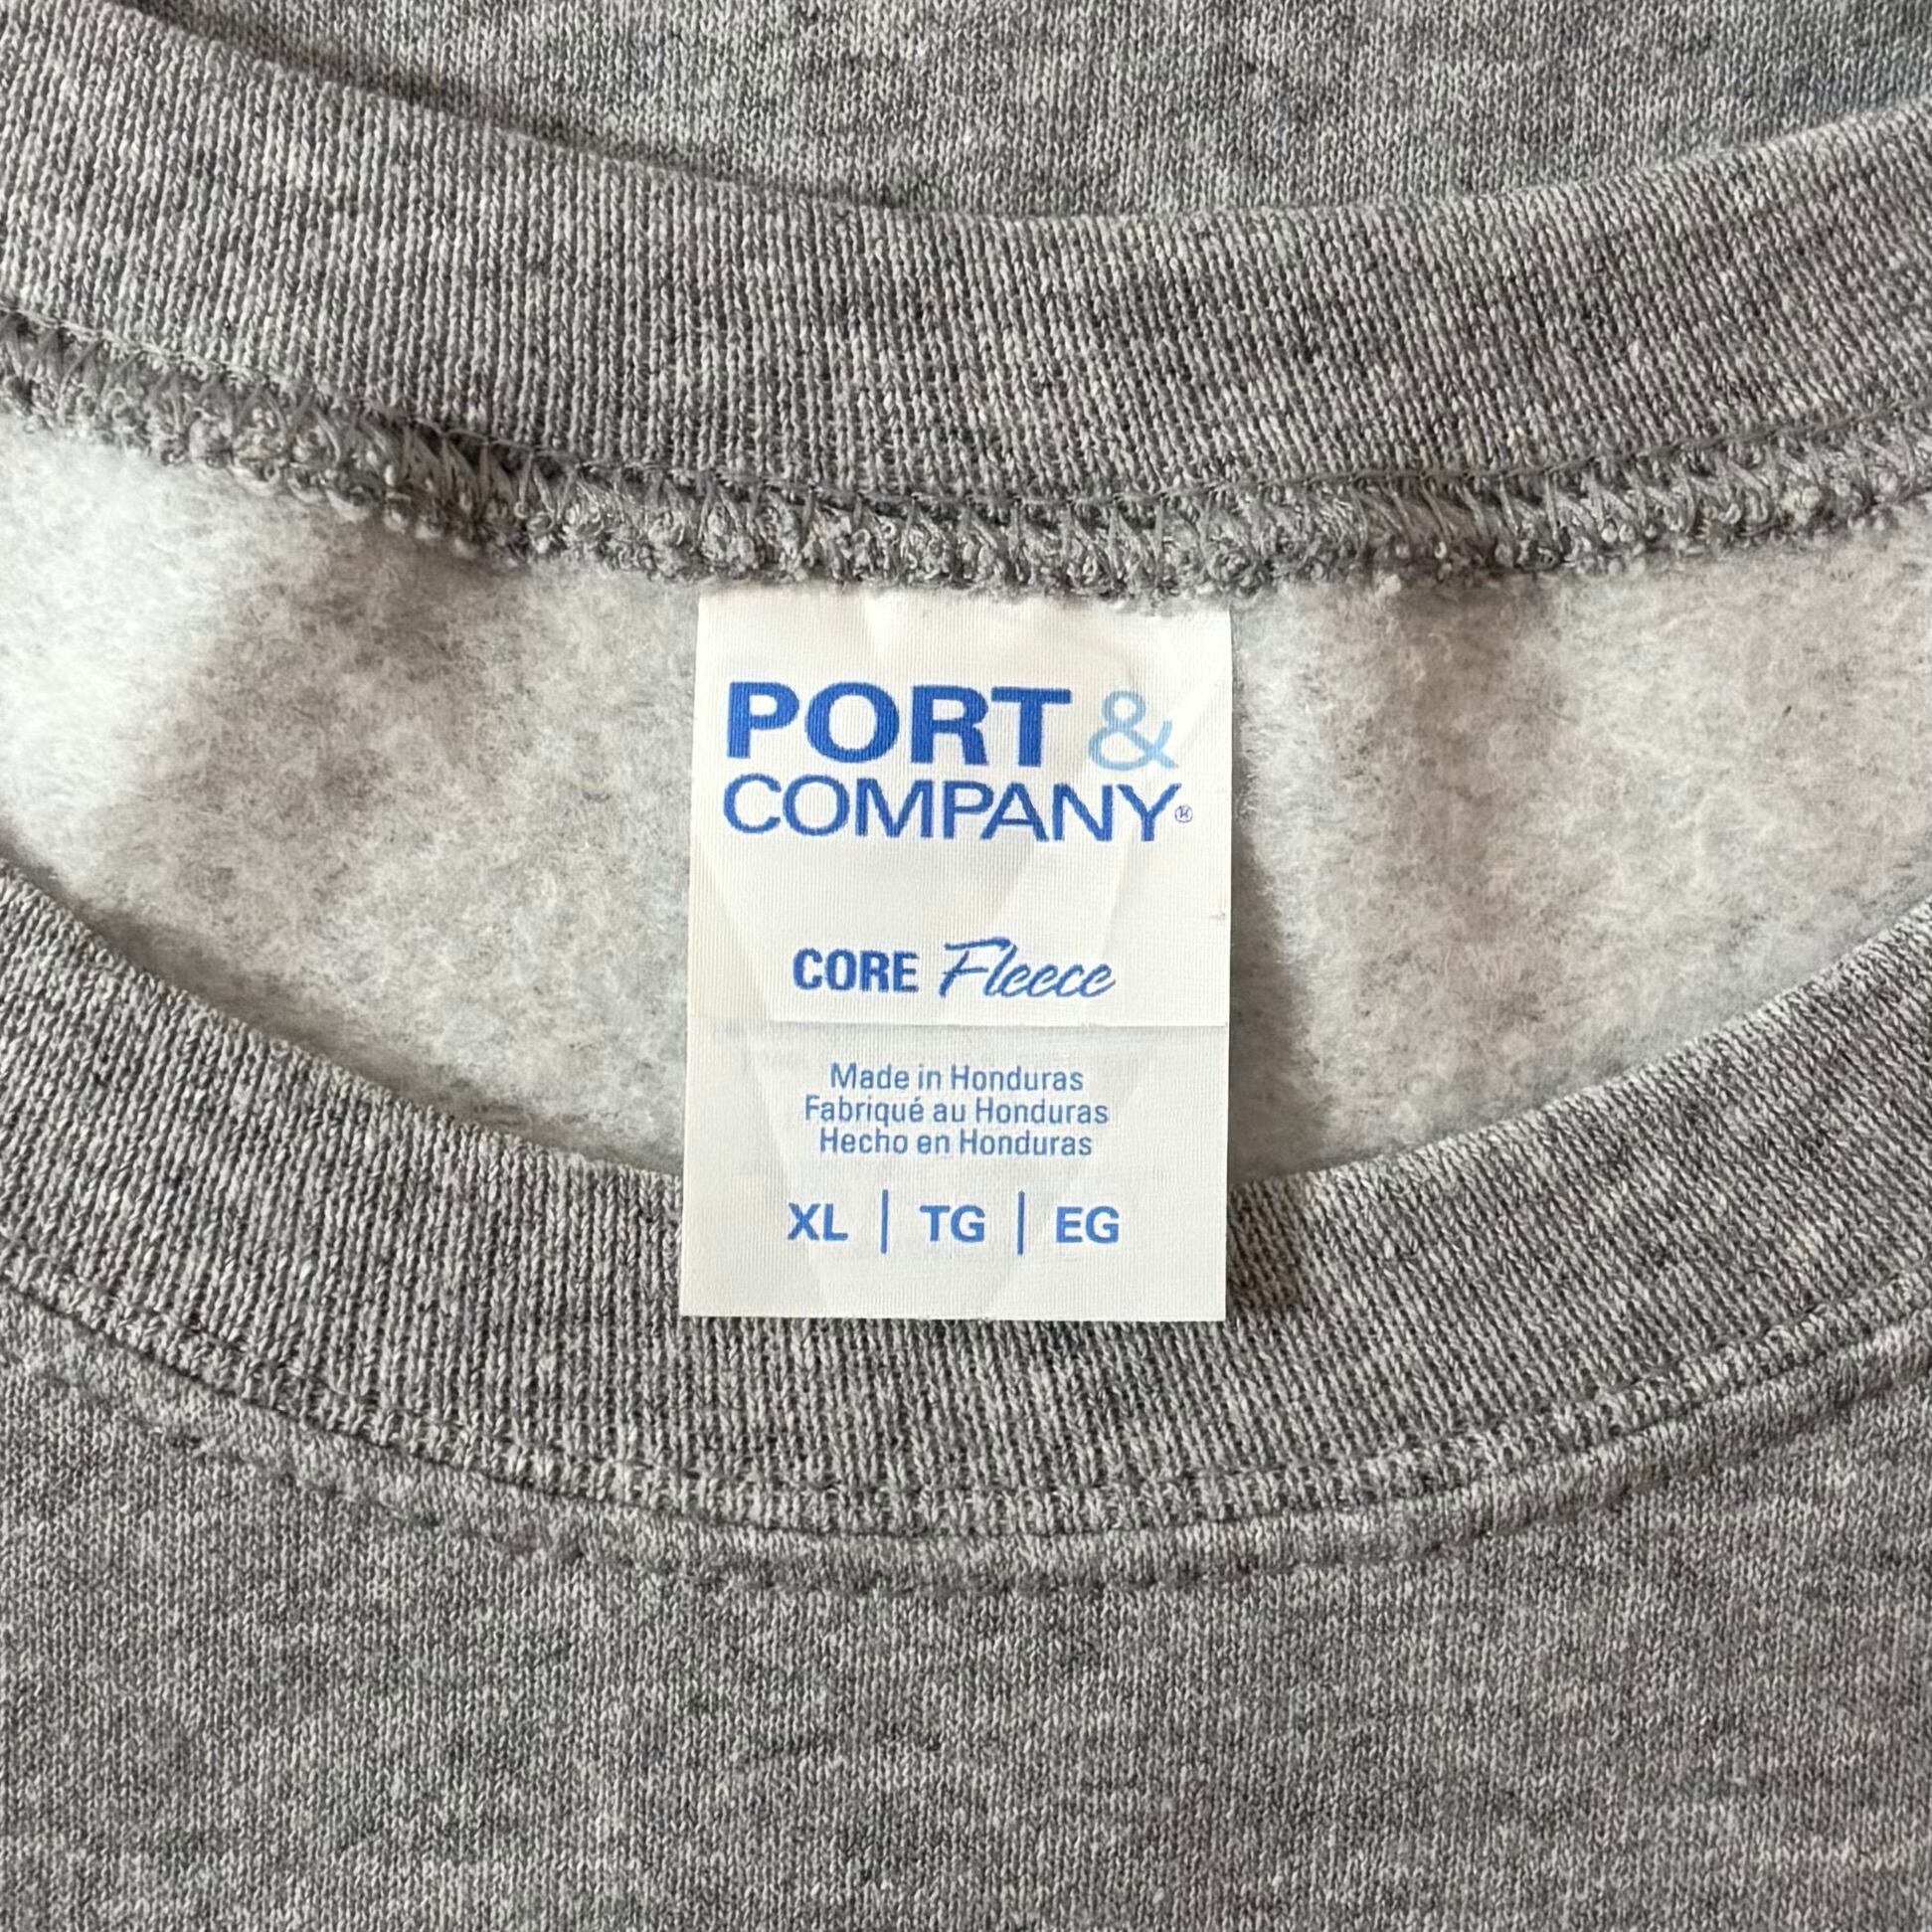 PORT &
COMPANY®
CORE Fleece
Made in Honduras
Fabriqué au Honduras
Hecho en Honduras
XL | TG | EG